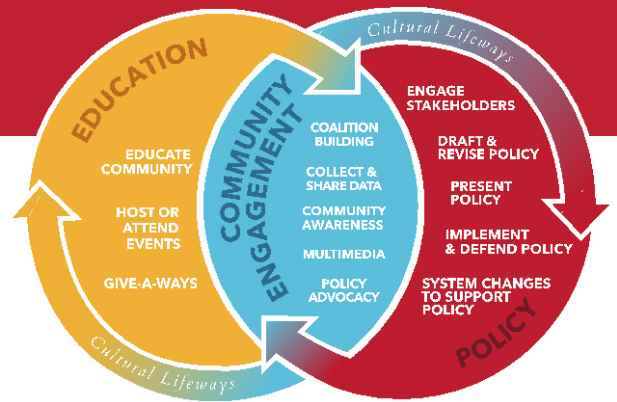 EDUCATION
EDUCATE
COMMUNITY
HOST OR
ATTEND
EVENTS
GIVE-A-WAYS
Cultural Lifeways
COMMUNITY
ENGAGEMENT
COALITION
BUILDING
COLLECT &
SHARE DATA
COMMUNITY
AWARENESS
MULTIMEDIA
POLICY
ADVOCACY
Cultural Lifeways
ENGAGE
STAKEHOLDERS
DRAFT &
REVISE POLICY
PRESENT
POLICY
IMPLEMENT
& DEFEND POLICY
SYSTEM CHANGES
TO SUPPORT
POLICY
POLICY